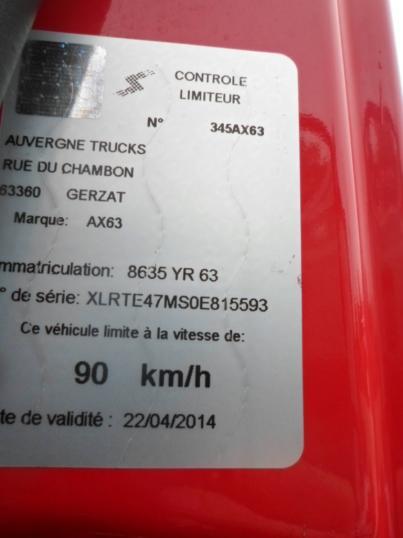 CONTROLE
LIMITEUR
N° 345AX63
AUVERGNE TRUCKS
RUE DU CHAMBON
63360 GERZAT
Marque: AX63
mmatriculation: 8635 YR 63
° de série: XLRTE47MS0E815593
Ce véhicule limite à la vitesse de:
90 km/h
te de validité : 22/04/2014